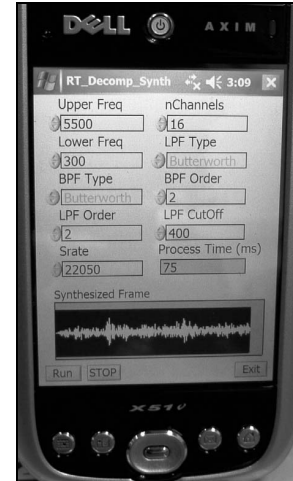 DELL AXIM
RT_Decomp_Synth 3:09
Upper Freq nChannels
5500 16
Lower Freq LPF Type
300 Butterworth
BPF Type BPF Order
Butterworth 2
LPF Order LPF CutOff
2 400
Srate Process Time (ms)
22050 75
Synthesized Frame
Run STOP Exit
X51v